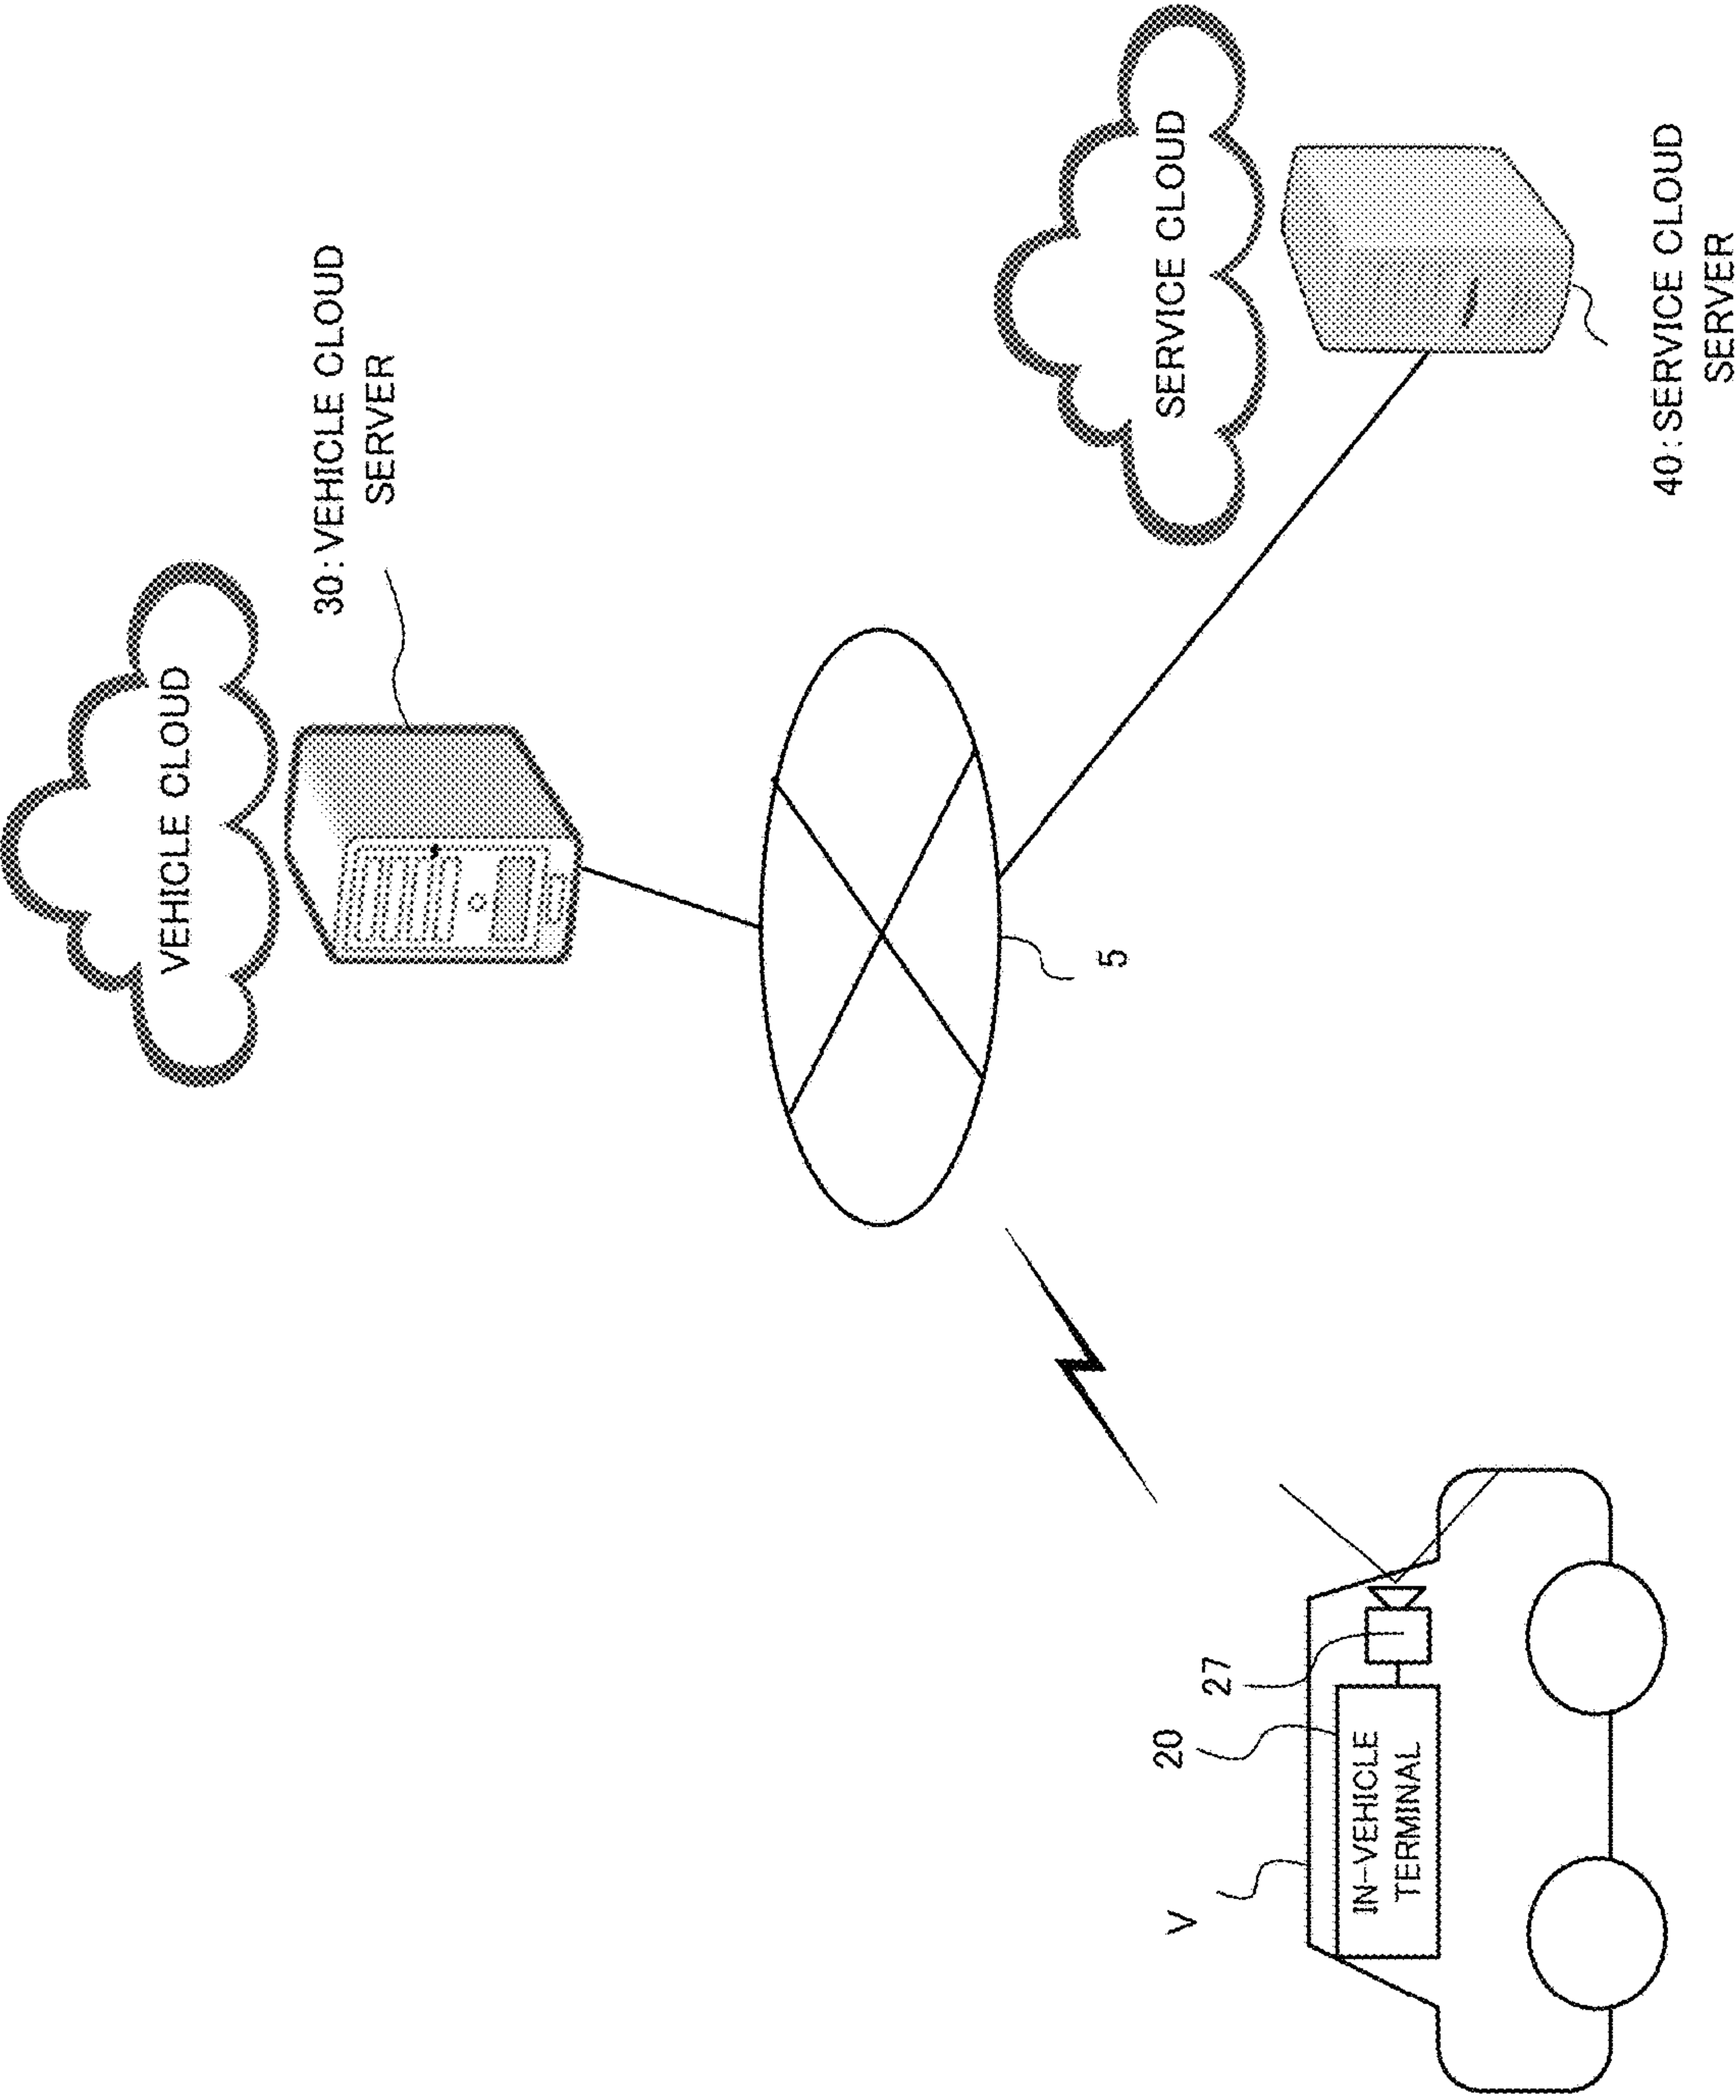 VEHICLE CLOUD
30:VEHICLE CLOUD
SERVER
SERVICE CLOUD
5
40:SERVICE CLOUD
SERVER
V
20
27
IN-VEHICLE
TERMINAL